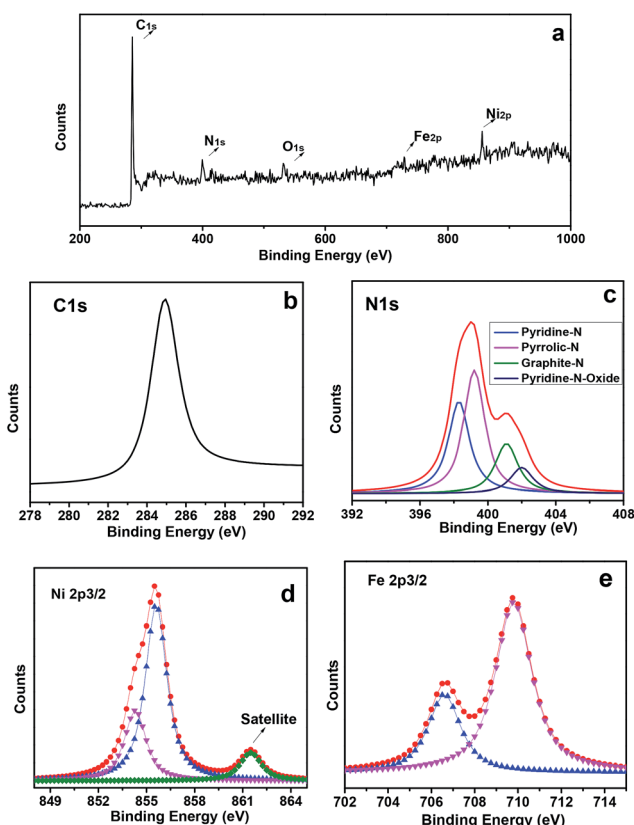 C1s
a
N1s
O1s
Fe2p
Ni2p
Counts
200
400
600
800
1000
Binding Energy (eV)
C1s
b
Counts
278
280
282
284
286
288
290
292
Binding Energy (eV)
N1s
c
Pyridine-N
Pyrrolic-N
Graphite-N
Pyridine-N-Oxide
Counts
392
396
400
404
408
Binding Energy (eV)
Ni 2p3/2
d
Satellite
Counts
849
852
855
858
861
864
Binding Energy (eV)
Fe 2p3/2
e
Counts
702
704
706
708
710
712
714
Binding Energy (eV)